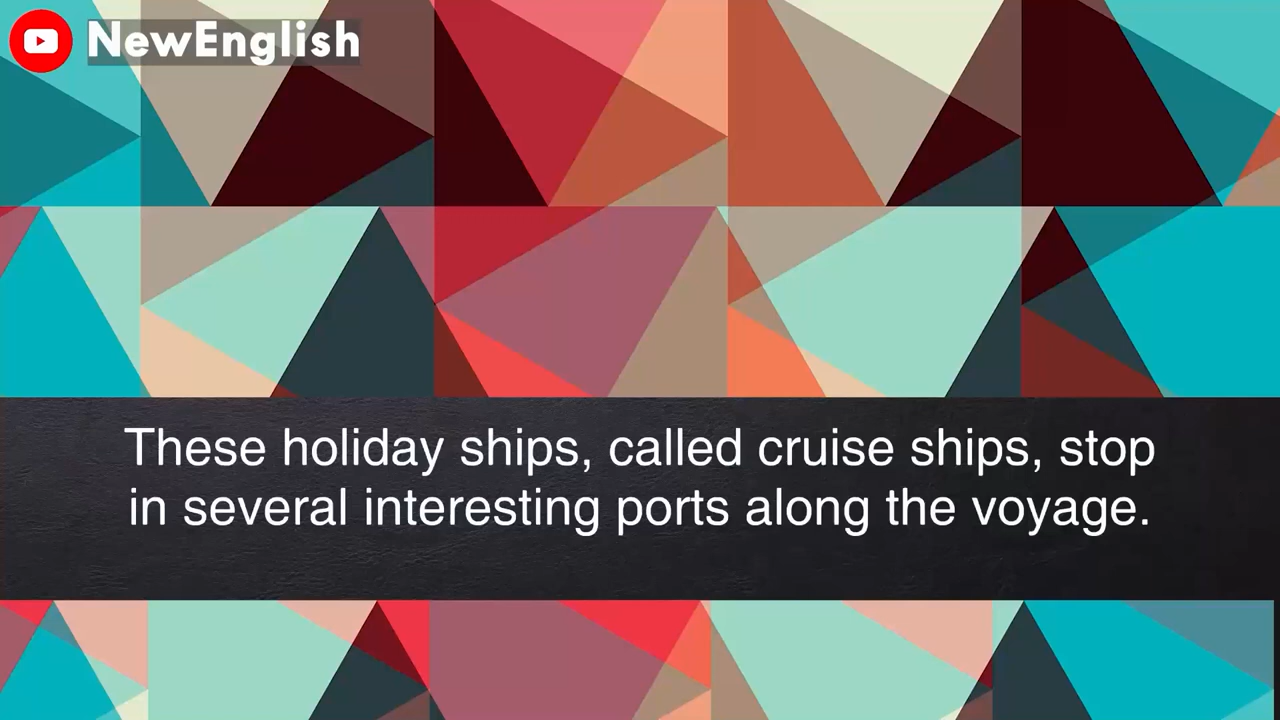 NewEnglish
These holiday ships, called cruise ships, stop
in several interesting ports along the voyage.